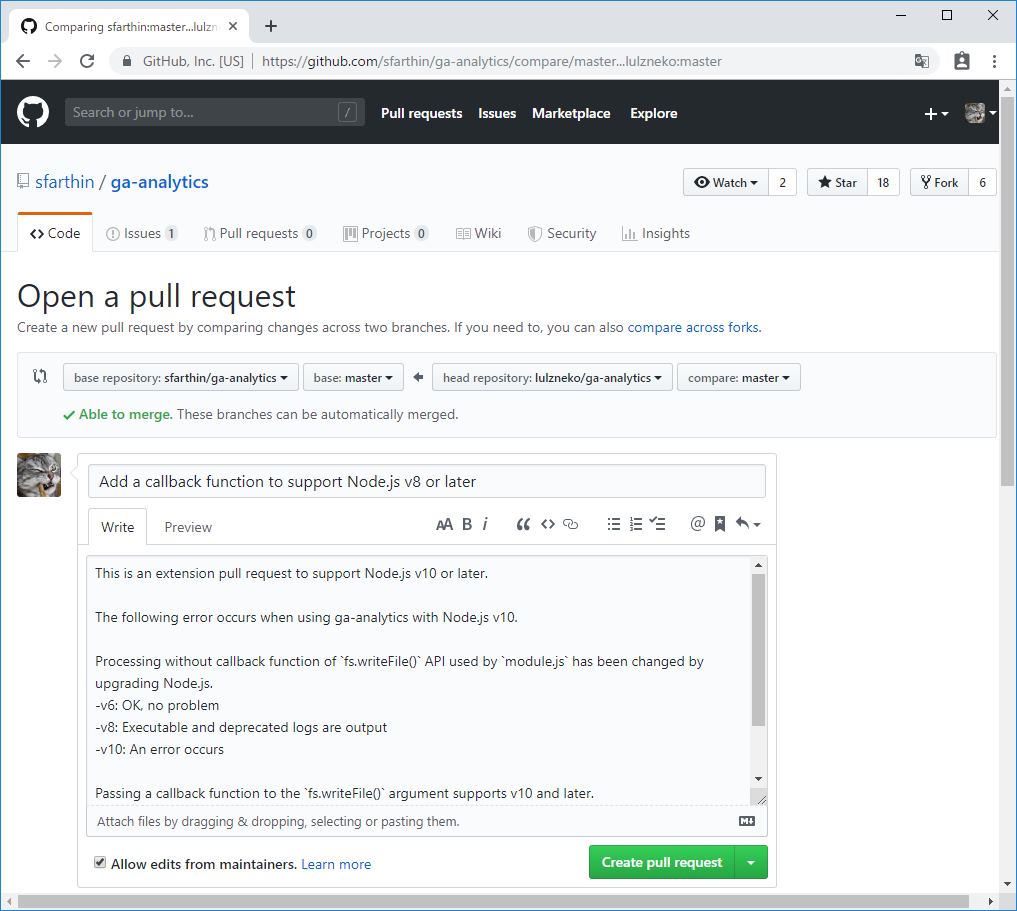 Comparing sfarthin:master...lulzn
GitHub, Inc. [US] https://github.com/sfarthin/ga-analytics/compare/master...lulzneko:master
Search or jump to... / Pull requests Issues Marketplace Explore
sfarthin / ga-analytics Watch 2 Star 18 Fork 6
Code Issues 1 Pull requests 0 Projects 0 Wiki Security Insights
Open a pull request
Create a new pull request by comparing changes across two branches. If you need to, you can also compare across forks.
base repository: sfarthin/ga-analytics base: master head repository: lulzneko/ga-analytics compare: master
Able to merge. These branches can be automatically merged.
Add a callback function to support Node.js v8 or later
Write Preview AA B i
This is an extension pull request to support Node.js v10 or later.
The following error occurs when using ga-analytics with Node.js v10.
Processing without callback function of `fs.writeFile()` API used by `module.js` has been changed by
upgrading Node.js.
-v6: OK, no problem
-v8: Executable and deprecated logs are output
-v10: An error occurs
Passing a callback function to the `fs.writeFile()` argument supports v10 and later.
Attach files by dragging & dropping, selecting or pasting them.
Allow edits from maintainers. Learn more Create pull request